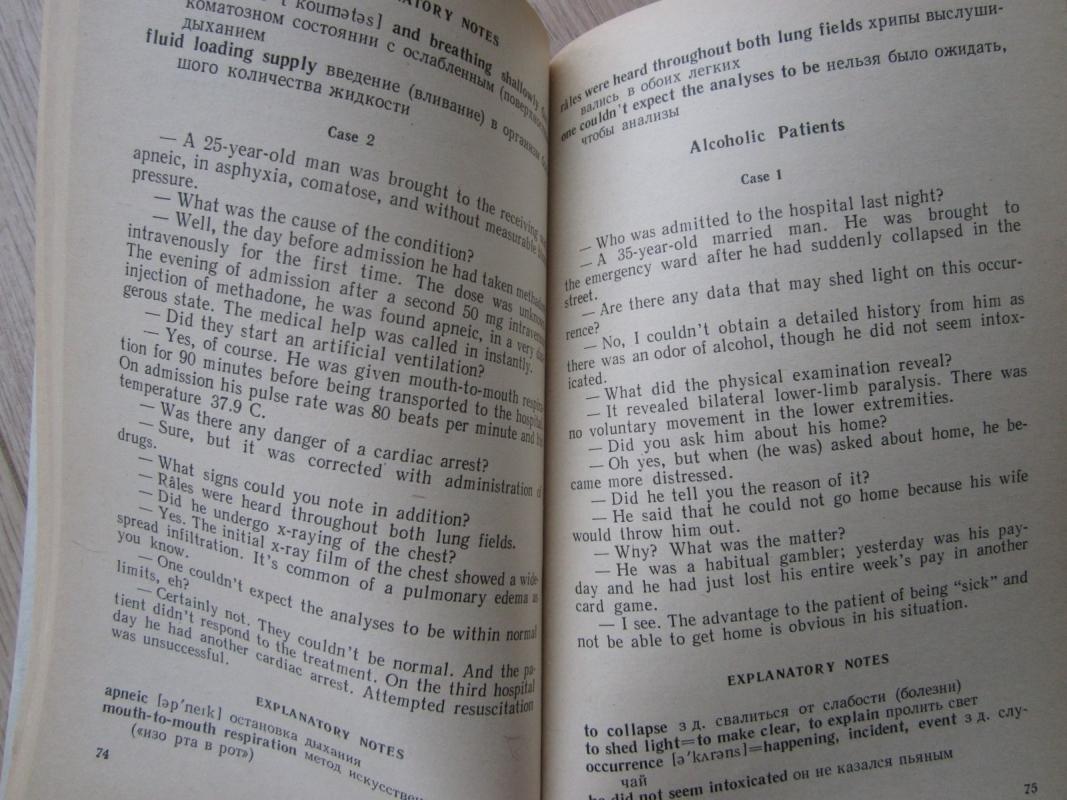 EXPLANATORY NOTES
[ˈkoumətəs] and breathing shallowly
коматозном состоянии с ослабленным
дыханием
fluid loading supply введение (вливание) в организм
шого количества жидкости
Case 2
— A 25-year-old man was brought to the receiving
apneic, in asphyxia, comatose, and without measurable
pressure.
— What was the cause of the condition?
— Well, the day before admission he had taken methadone
intravenously for the first time. The dose was unknown.
The evening of admission after a second 50 mg intravenous
injection of methadone, he was found apneic, in a very dan-
gerous state. The medical help was called in instantly.
— Did they start an artificial ventilation?
— Yes, of course. He was given mouth-to-mouth respira-
tion for 90 minutes before being transported to the hospital.
On admission his pulse rate was 80 beats per minute and his
temperature 37.9 C.
— Was there any danger of a cardiac arrest?
— Sure, but it was corrected with administration of
drugs.
— What signs could you note in addition?
— Râles were heard throughout both lung fields.
— Did he undergo x-raying of the chest?
— Yes. The initial x-ray film of the chest showed a wide-
spread infiltration. It's common of a pulmonary edema as
you know.
— One couldn't expect the analyses to be within normal
limits, eh?
— Certainly not. They couldn't be normal. And the pa-
tient didn't respond to the treatment. On the third hospital
day he had another cardiac arrest. Attempted resuscitation
was unsuccessful.
EXPLANATORY NOTES
apneic [əpˈneɪk] остановка дыхания
mouth-to-mouth respiration метод искусствен
(«изо рта в рот»)
74
râles were heard throughout both lung fields хрипы выслуши-
вались в обоих легких
one couldn't expect the analyses to be нельзя было ожидать,
чтобы анализы
Alcoholic Patients
Case 1
— Who was admitted to the hospital last night?
— A 35-year-old married man. He was brought to
the emergency ward after he had suddenly collapsed in the
street.
— Are there any data that may shed light on this occur-
rence?
— No, I couldn't obtain a detailed history from him as
there was an odor of alcohol, though he did not seem intox-
icated.
— What did the physical examination reveal?
— It revealed bilateral lower-limb paralysis. There was
no voluntary movement in the lower extremities.
— Did you ask him about his home?
— Oh yes, but when (he was) asked about home, he be-
came more distressed.
— Did he tell you the reason of it?
— He said that he could not go home because his wife
would throw him out.
— Why? What was the matter?
— He was a habitual gambler; yesterday was his pay-
day and he had just lost his entire week's pay in another
card game.
— I see. The advantage to the patient of being “sick” and
not be able to get home is obvious in his situation.
EXPLANATORY NOTES
to collapse зд. свалиться от слабости (болезни)
to shed light=to make clear, to explain пролить свет
occurrence [əˈkʌrəns]=happening, incident, event зд. слу-
чай
he did not seem intoxicated он не казался пьяным
75